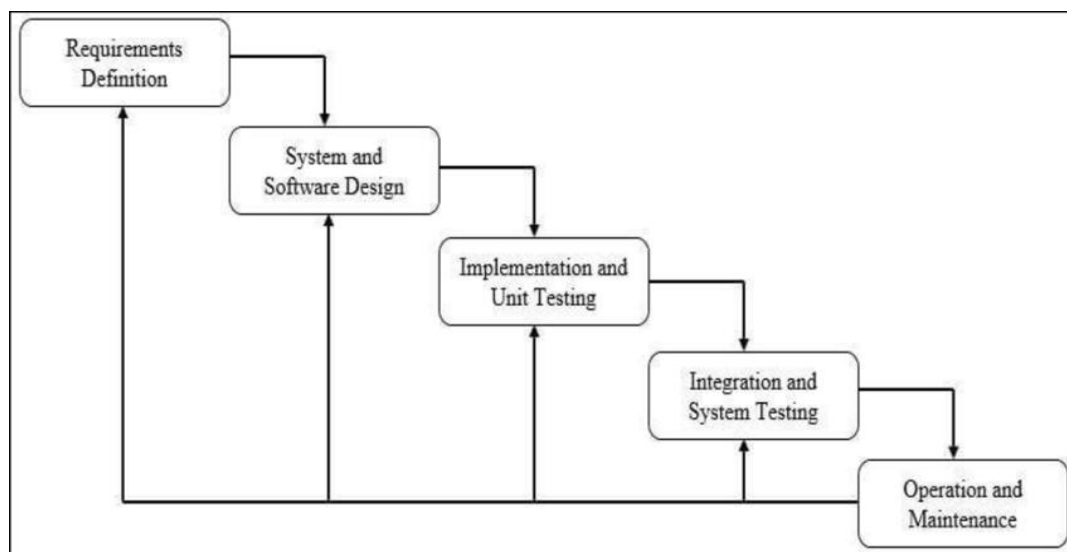 Requirements
Definition
System and
Software Design
Implementation and
Unit Testing
Integration and
System Testing
Operation and
Maintenance